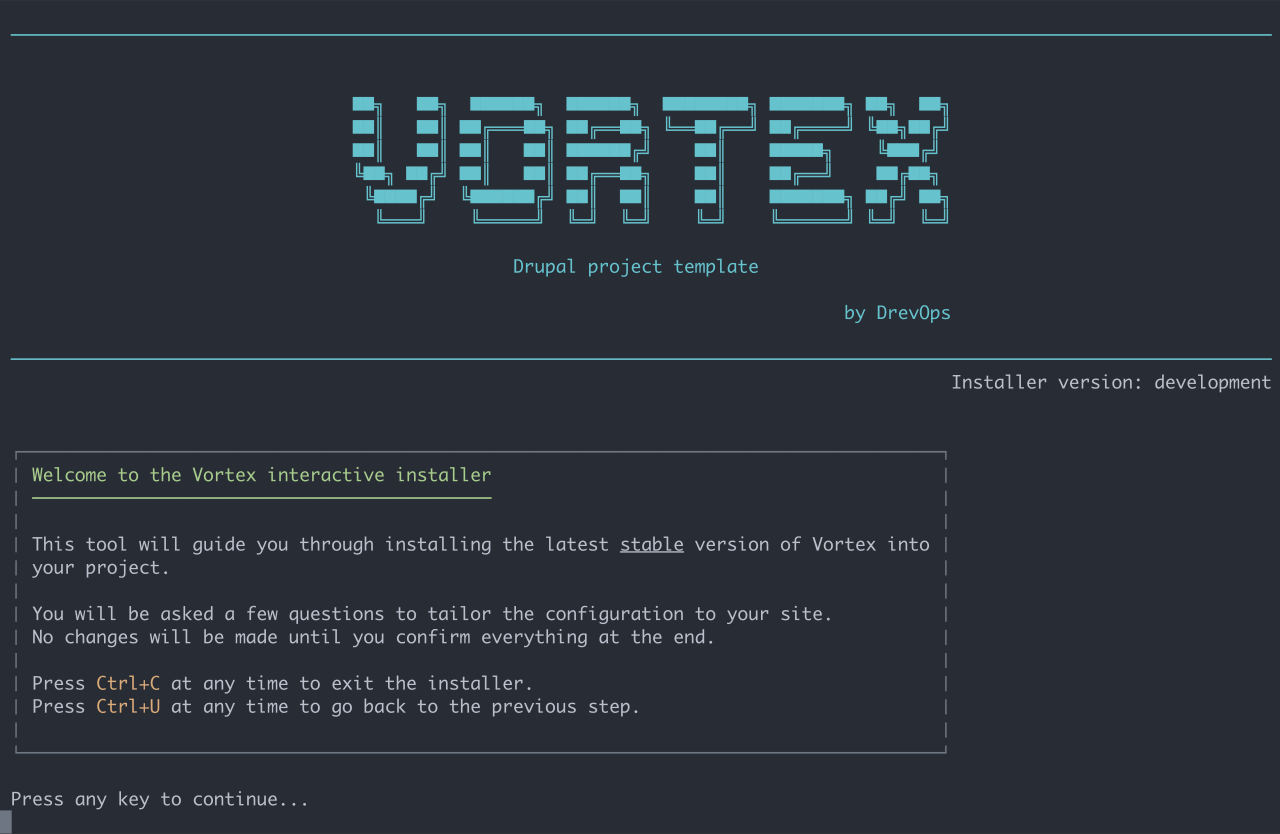 VORTEX
Drupal project template
by DrevOps
Installer version: development
Welcome to the Vortex interactive installer
This tool will guide you through installing the latest stable version of Vortex into
your project.
You will be asked a few questions to tailor the configuration to your site.
No changes will be made until you confirm everything at the end.
Press Ctrl+C at any time to exit the installer.
Press Ctrl+U at any time to go back to the previous step.
Press any key to continue...